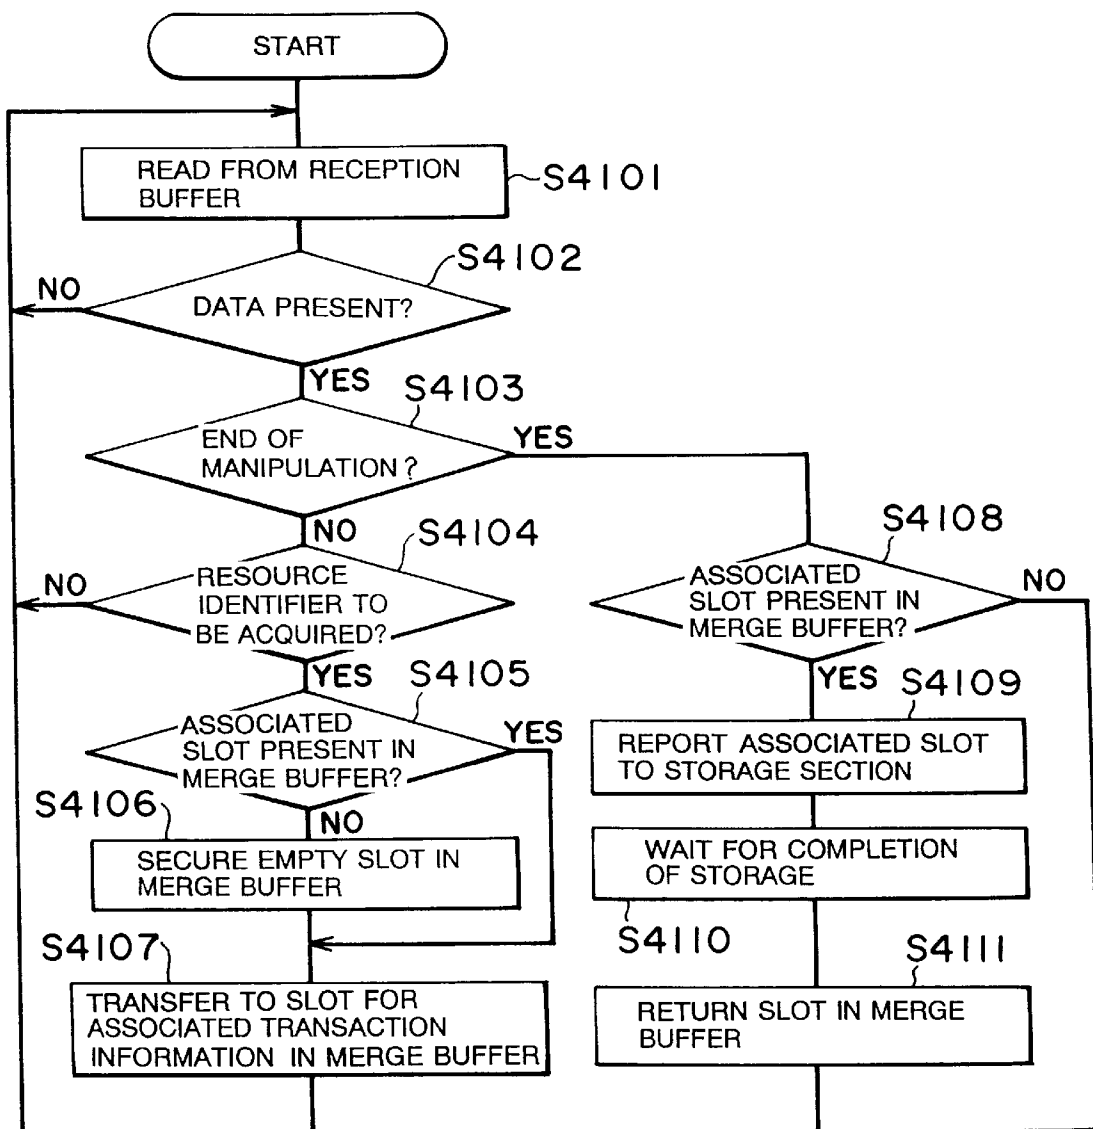 START
READ FROM RECEPTION
BUFFER
S4101
S4102
NO
DATA PRESENT?
YES
S4103
END OF
MANIPULATION?
YES
NO
S4104
NO
RESOURCE
IDENTIFIER TO
BE ACQUIRED?
YES
S4105
ASSOCIATED
SLOT PRESENT IN
MERGE BUFFER?
YES
S4106
NO
SECURE EMPTY SLOT IN
MERGE BUFFER
S4107
TRANSFER TO SLOT FOR
ASSOCIATED TRANSACTION
INFORMATION IN MERGE BUFFER
S4108
ASSOCIATED
SLOT PRESENT IN
MERGE BUFFER?
NO
YES
S4109
REPORT ASSOCIATED SLOT
TO STORAGE SECTION
WAIT FOR COMPLETION
OF STORAGE
S4110
S4111
RETURN SLOT IN MERGE
BUFFER